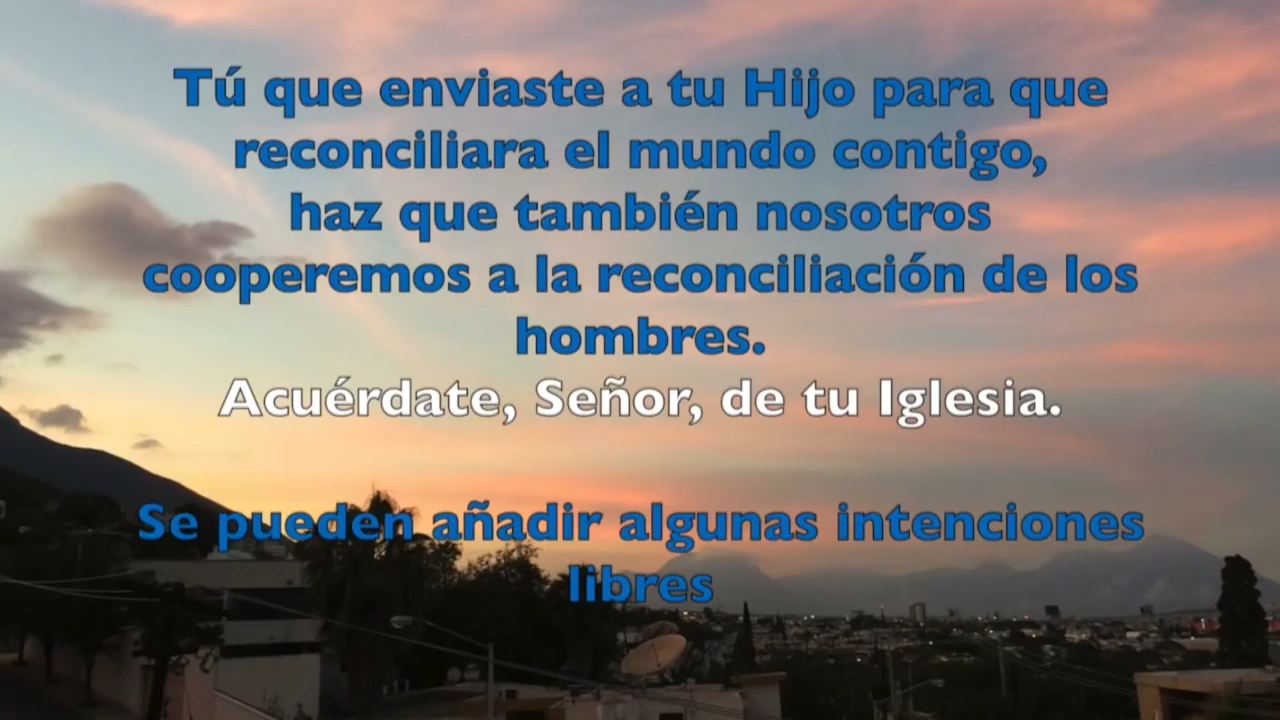 Tú que enviaste a tu Hijo para que
reconciliara el mundo contigo,
haz que también nosotros
cooperemos a la reconciliación de los
hombres.
Acuérdate, Señor, de tu Iglesia.
Se pueden añadir algunas intenciones
libres